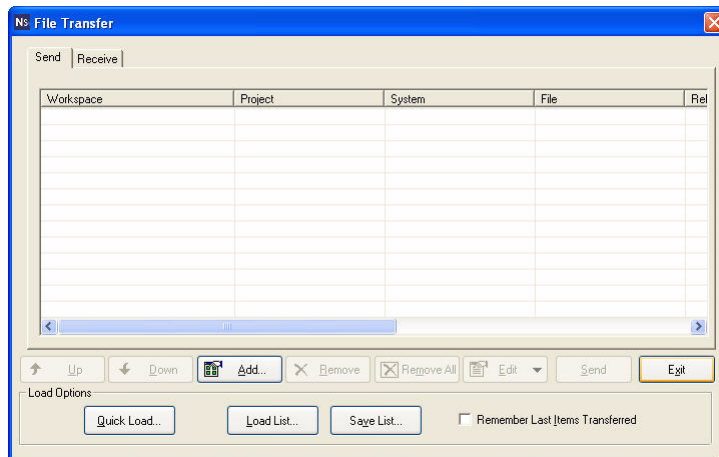 NS File Transfer
Send Receive
Workspace Project System File Rel
Up Down Add... Remove Remove All Edit Send Exit
Load Options
Quick Load... Load List... Save List... Remember Last Items Transferred